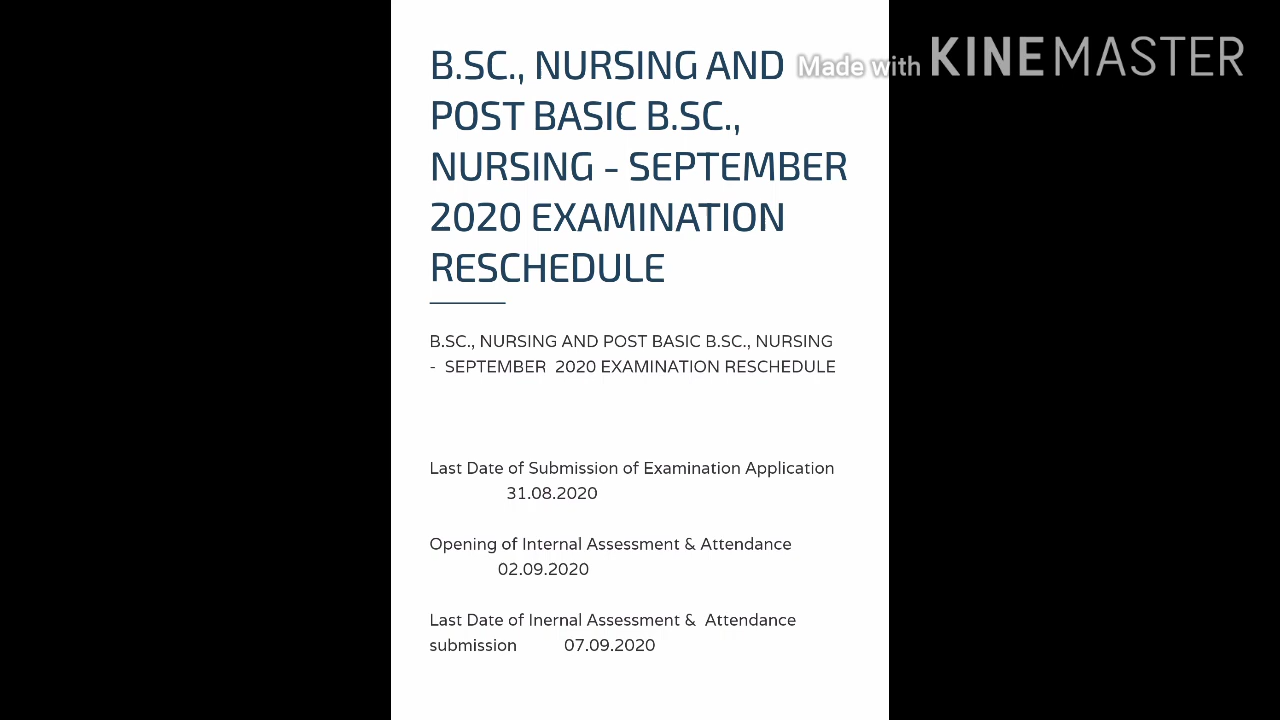 B.SC., NURSING AND
POST BASIC B.SC.,
NURSING - SEPTEMBER
2020 EXAMINATION
RESCHEDULE
Made with KINEMASTER
B.SC., NURSING AND POST BASIC B.SC., NURSING
- SEPTEMBER 2020 EXAMINATION RESCHEDULE
Last Date of Submission of Examination Application
31.08.2020
Opening of Internal Assessment & Attendance
02.09.2020
Last Date of Inernal Assessment & Attendance
submission 07.09.2020